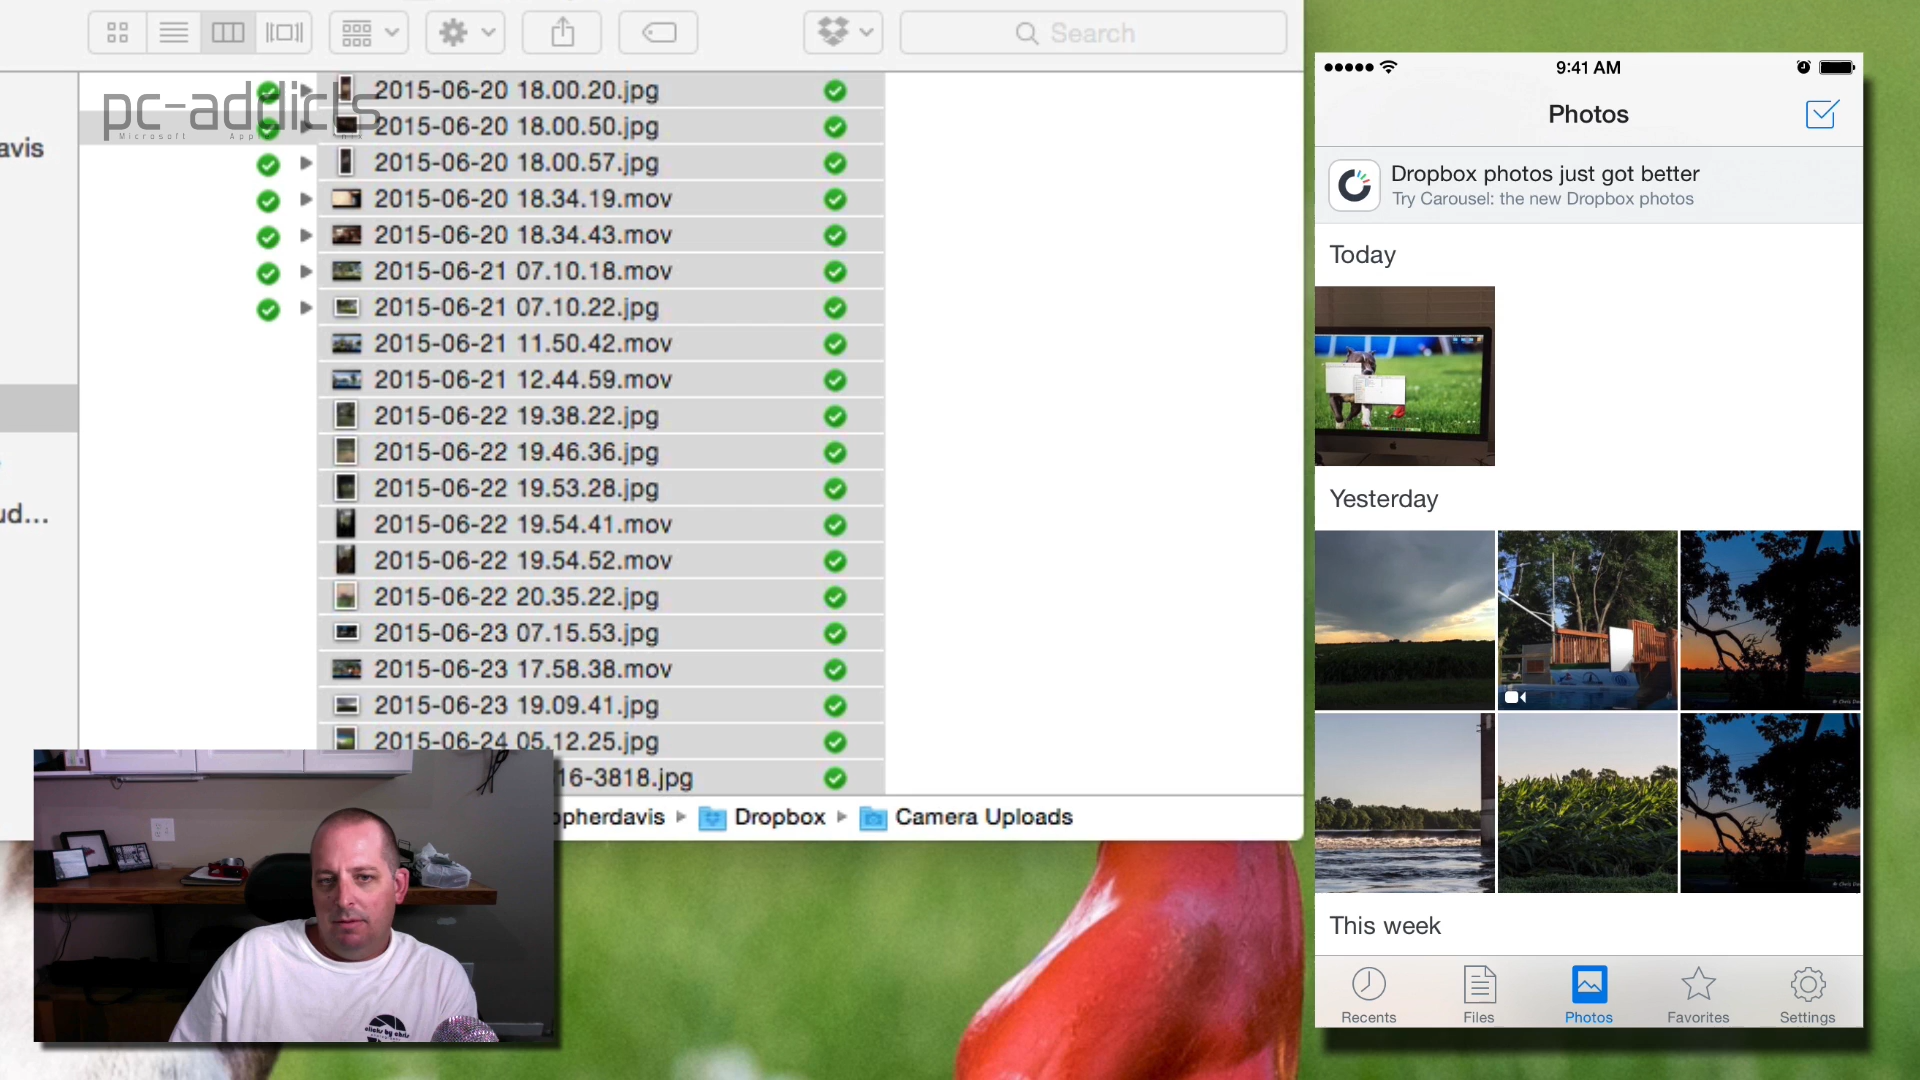 Search
avis
ud...
pc-addicts
Microsoft
2015-06-20 18.00.20.jpg
2015-06-20 18.00.50.jpg
2015-06-20 18.00.57.jpg
2015-06-20 18.34.19.mov
2015-06-20 18.34.43.mov
2015-06-21 07.10.18.mov
2015-06-21 07.10.22.jpg
2015-06-21 11.50.42.mov
2015-06-21 12.44.59.mov
2015-06-22 19.38.22.jpg
2015-06-22 19.46.36.jpg
2015-06-22 19.53.28.jpg
2015-06-22 19.54.41.mov
2015-06-22 19.54.52.mov
2015-06-22 20.35.22.jpg
2015-06-23 07.15.53.jpg
2015-06-23 17.58.38.mov
2015-06-23 19.09.41.jpg
2015-06-24 05.12.25.jpg
16-3818.jpg
opherdavis Dropbox Camera Uploads
clicks by chris
9:41 AM
Photos
Dropbox photos just got better
Try Carousel: the new Dropbox photos
Today
Yesterday
This week
Recents Files Photos Favorites Settings